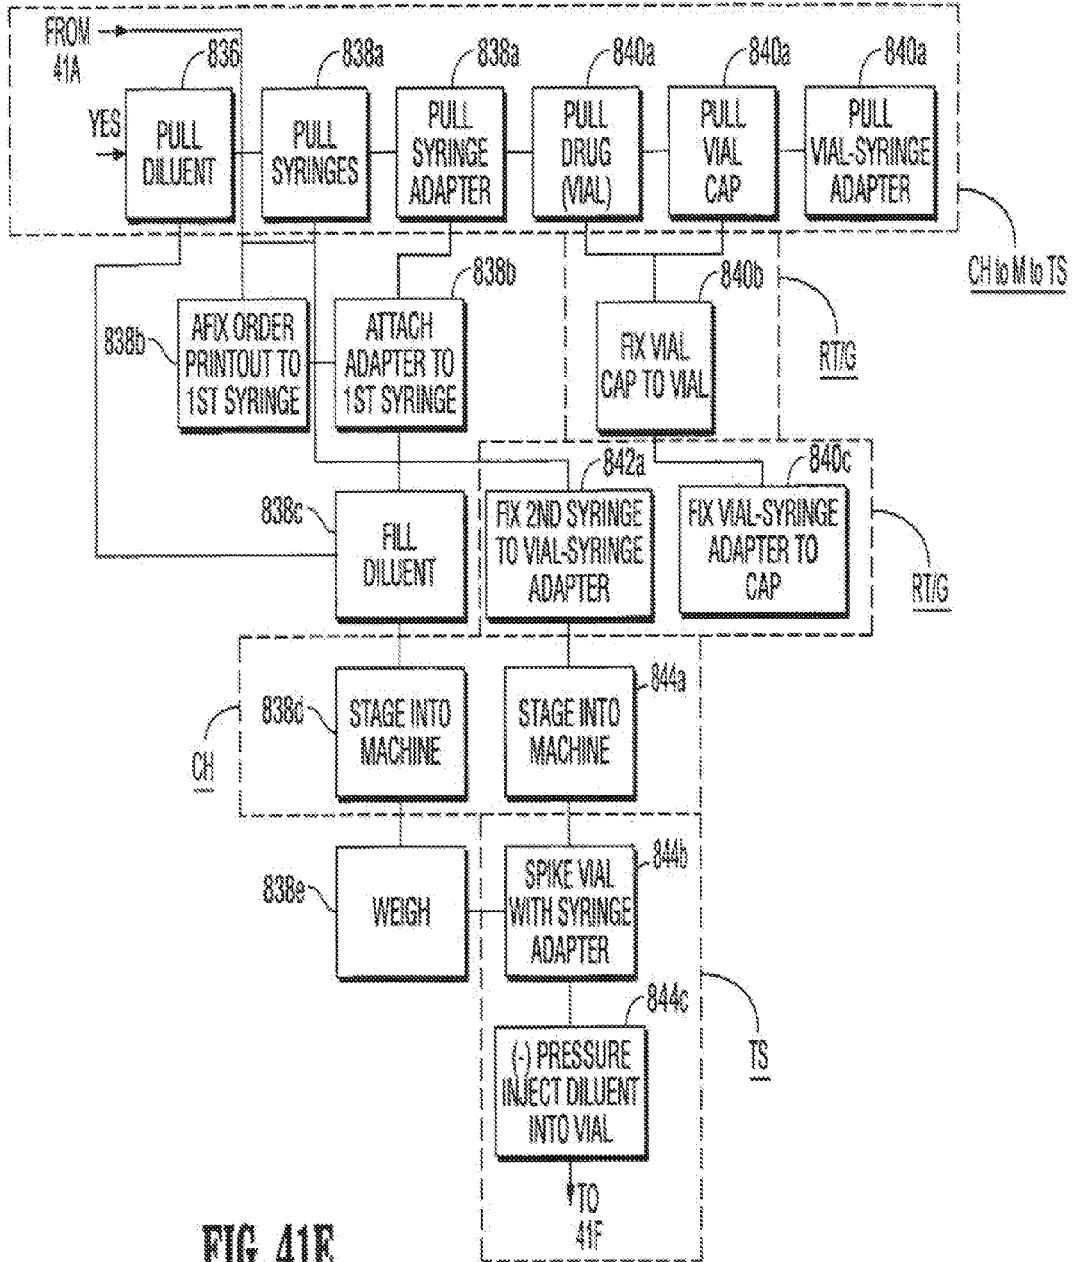 FROM
41A
YES
836
838a
838a
840a
840a
840a
PULL
DILUENT
PULL
SYRINGES
PULL
SYRINGE
ADAPTER
PULL
DRUG
(VIAL)
PULL
VIAL
CAP
PULL
VIAL-SYRINGE
ADAPTER
CH to M to TS
838b
AFIX ORDER
PRINTOUT TO
1ST SYRINGE
838b
ATTACH
ADAPTER TO
1ST SYRINGE
840b
FIX VIAL
CAP TO VIAL
RT/G
838c
FILL
DILUENT
842a
FIX 2ND SYRINGE
TO VIAL-SYRINGE
ADAPTER
840c
FIX VIAL-SYRINGE
ADAPTER TO
CAP
RT/G
CH
838d
STAGE INTO
MACHINE
844a
STAGE INTO
MACHINE
838e
WEIGH
844b
SPIKE VIAL
WITH SYRINGE
ADAPTER
844c
(-) PRESSURE
INJECT DILUENT
INTO VIAL
TS
TO
41F
FIG. 41E